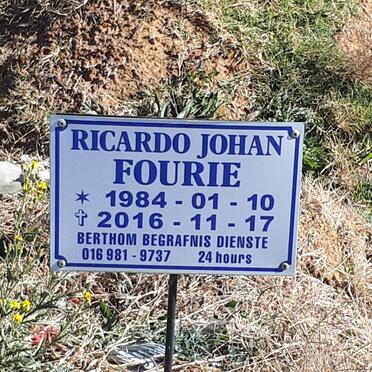 RICARDO JOHAN
FOURIE
✶ 1984 - 01 - 10
✝ 2016 - 11 - 17
BERTHOM BEGRAFNIS DIENSTE
016 981 - 9737 24 hours